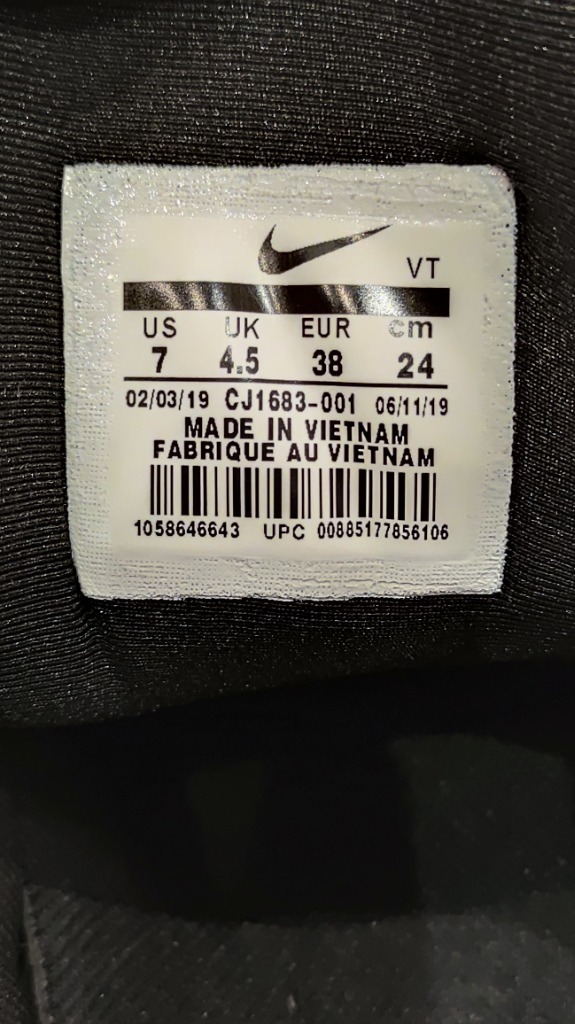 VT
US UK EUR cm
7 4.5 38 24
02/03/19 CJ1683-001 06/11/19
MADE IN VIETNAM
FABRIQUE AU VIETNAM
1058646643 UPC 00885177856106